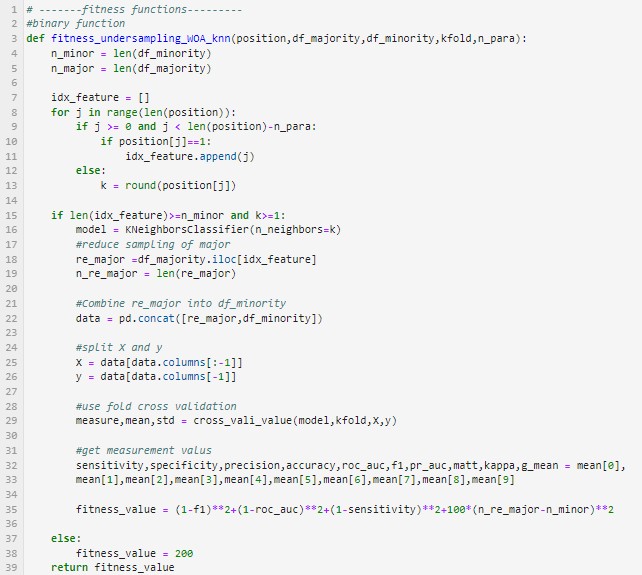 1 # -------fitness functions---------
2 #binary function
3 def fitness_undersampling_WOA_knn(position,df_majority,df_minority,kfold,n_para):
4     n_minor = len(df_minority)
5     n_major = len(df_majority)
6
7     idx_feature = []
8     for j in range(len(position)):
9         if j >= 0 and j < len(position)-n_para:
10             if position[j]==1:
11                 idx_feature.append(j)
12         else:
13             k = round(position[j])
14
15     if len(idx_feature)>=n_minor and k>=1:
16         model = KNeighborsClassifier(n_neighbors=k)
17         #reduce sampling of major
18         re_major =df_majority.iloc[idx_feature]
19         n_re_major = len(re_major)
20
21         #Combine re_major into df_minority
22         data = pd.concat([re_major,df_minority])
23
24         #split X and y
25         X = data[data.columns[:-1]]
26         y = data[data.columns[-1]]
27
28         #use fold cross validation
29         measure,mean,std = cross_vali_value(model,kfold,X,y)
30
31         #get measurement valus
32         sensitivity,specificity,precision,accuracy,roc_auc,f1,pr_auc,matt,kappa,g_mean = mean[0],
33         mean[1],mean[2],mean[3],mean[4],mean[5],mean[6],mean[7],mean[8],mean[9]
34
35         fitness_value = (1-f1)**2+(1-roc_auc)**2+(1-sensitivity)**2+100*(n_re_major-n_minor)**2
36
37     else:
38         fitness_value = 200
39     return fitness_value